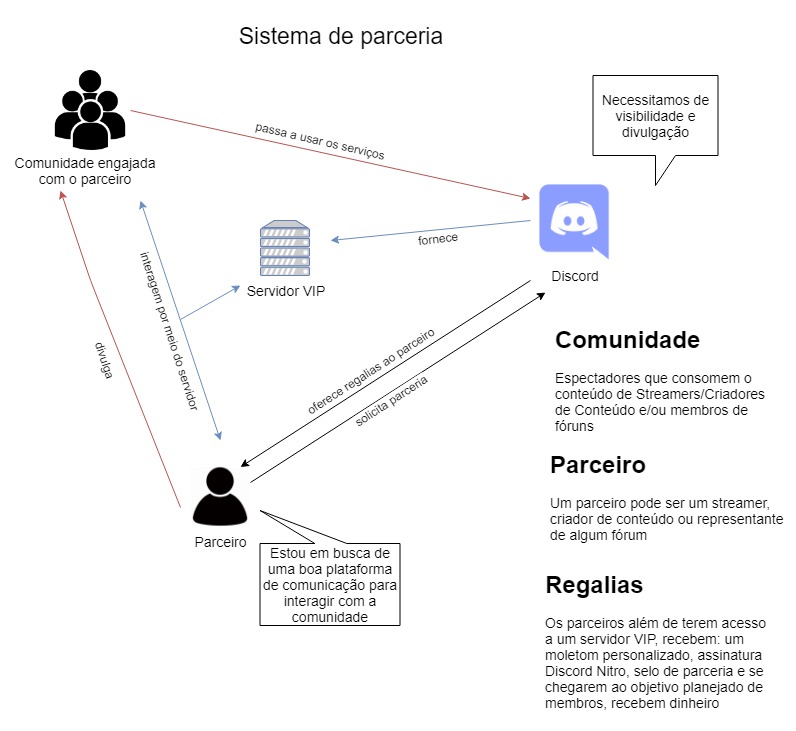 Sistema de parceria
Necessitamos de
visibilidade e
divulgação
passa a usar os serviços
Comunidade engajada
com o parceiro
fornece
Servidor VIP
Discord
interagem por meio do servidor
divulga
oferece regalias ao parceiro
solicita parceria
Comunidade
Espectadores que consomem o
conteúdo de Streamers/Criadores
de Conteúdo e/ou membros de
fóruns
Parceiro
Um parceiro pode ser um streamer,
criador de conteúdo ou representante
de algum fórum
Parceiro
Estou em busca de
uma boa plataforma
de comunicação para
interagir com a
comunidade
Regalias
Os parceiros além de terem acesso
a um servidor VIP, recebem: um
moletom personalizado, assinatura
Discord Nitro, selo de parceria e se
chegarem ao objetivo planejado de
membros, recebem dinheiro